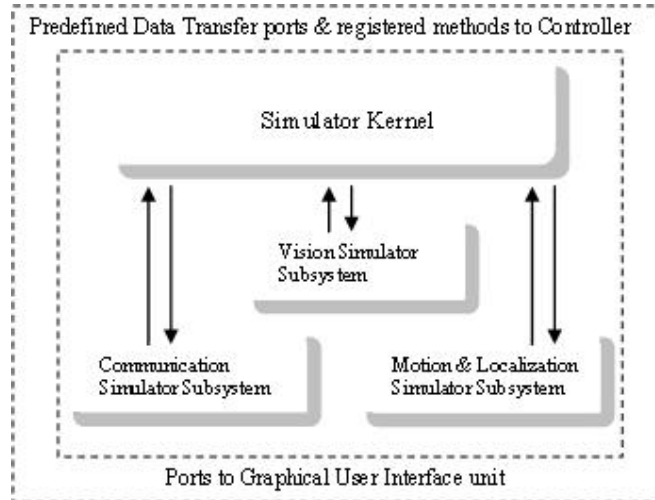 Predefined Data Transfer ports & registered methods to Controller
Simulator Kernel
Vision Simulator
Subsystem
Communication
Simulator Subsystem
Motion & Localization
Simulator Subsystem
Ports to Graphical User Interface unit